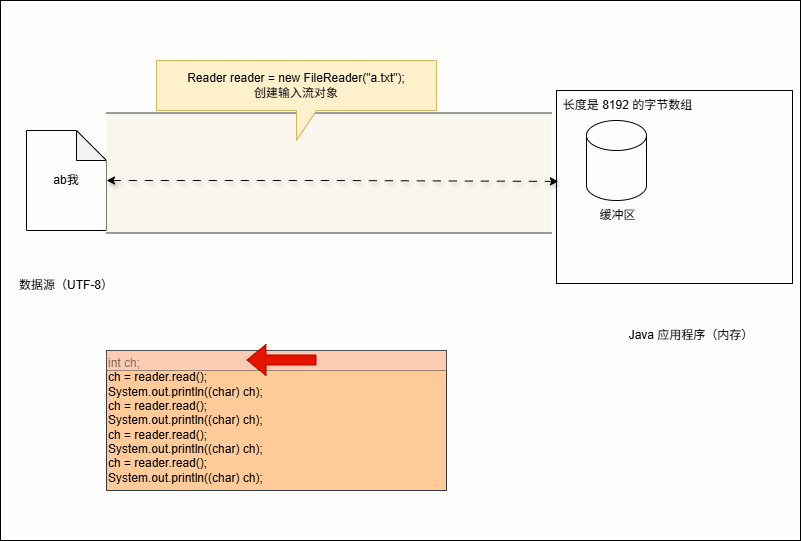 Reader reader = new FileReader("a.txt");
创建输入流对象
长度是 8192 的字节数组
ab我
缓冲区
数据源（UTF-8）
Java 应用程序（内存）
int ch;
ch = reader.read();
System.out.println((char) ch);
ch = reader.read();
System.out.println((char) ch);
ch = reader.read();
System.out.println((char) ch);
ch = reader.read();
System.out.println((char) ch);